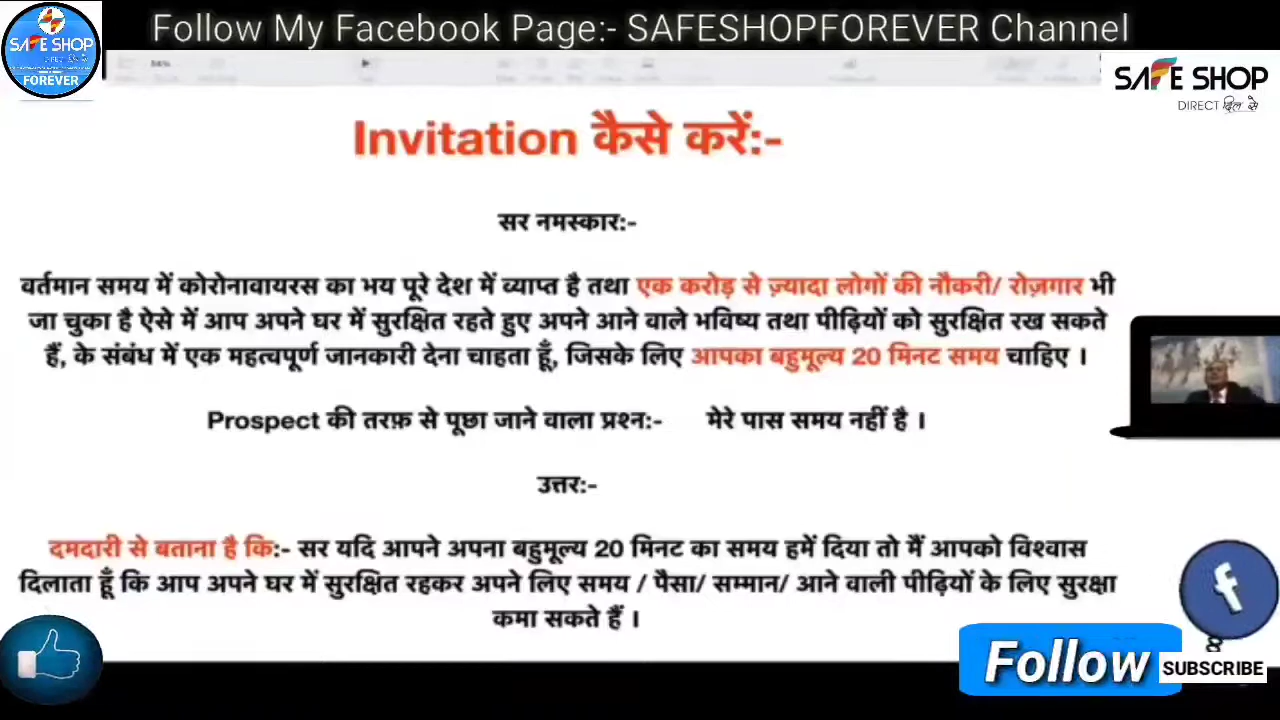 Follow My Facebook Page:- SAFESHOPFOREVER Channel
SAFE SHOP
FOREVER
SAFE SHOP
DIRECT दिल से
Invitation कैसे करें:-
सर नमस्कार:-
वर्तमान समय में कोरोनावायरस का भय पूरे देश में व्याप्त है तथा एक करोड़ से ज़्यादा लोगों की नौकरी/ रोज़गार भी
जा चुका है ऐसे में आप अपने घर में सुरक्षित रहते हुए अपने आने वाले भविष्य तथा पीढ़ियों को सुरक्षित रख सकते
हैं, के संबंध में एक महत्वपूर्ण जानकारी देना चाहता हूँ, जिसके लिए आपका बहुमूल्य 20 मिनट समय चाहिए ।
Prospect की तरफ़ से पूछा जाने वाला प्रश्न:- मेरे पास समय नहीं है ।
उत्तर:-
दमदारी से बताना है कि:- सर यदि आपने अपना बहुमूल्य 20 मिनट का समय हमें दिया तो मैं आपको विश्वास
दिलाता हूँ कि आप अपने घर में सुरक्षित रहकर अपने लिए समय / पैसा/ सम्मान/ आने वाली पीढ़ियों के लिए सुरक्षा
कमा सकते हैं ।
Follow
SUBSCRIBE